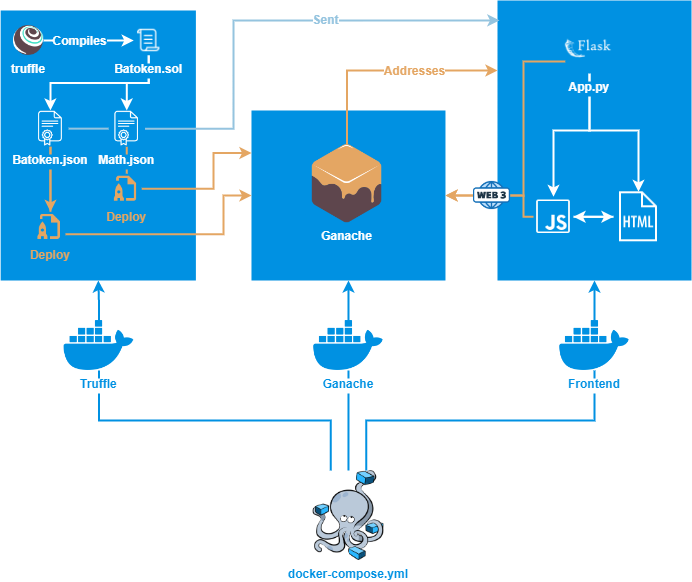 Compiles
truffle
Batoken.sol
Sent
Flask
App.py
Addresses
Batoken.json
Math.json
Deploy
Deploy
Ganache
WEB 3
JS
HTML
Truffle
Ganache
Frontend
docker-compose.yml